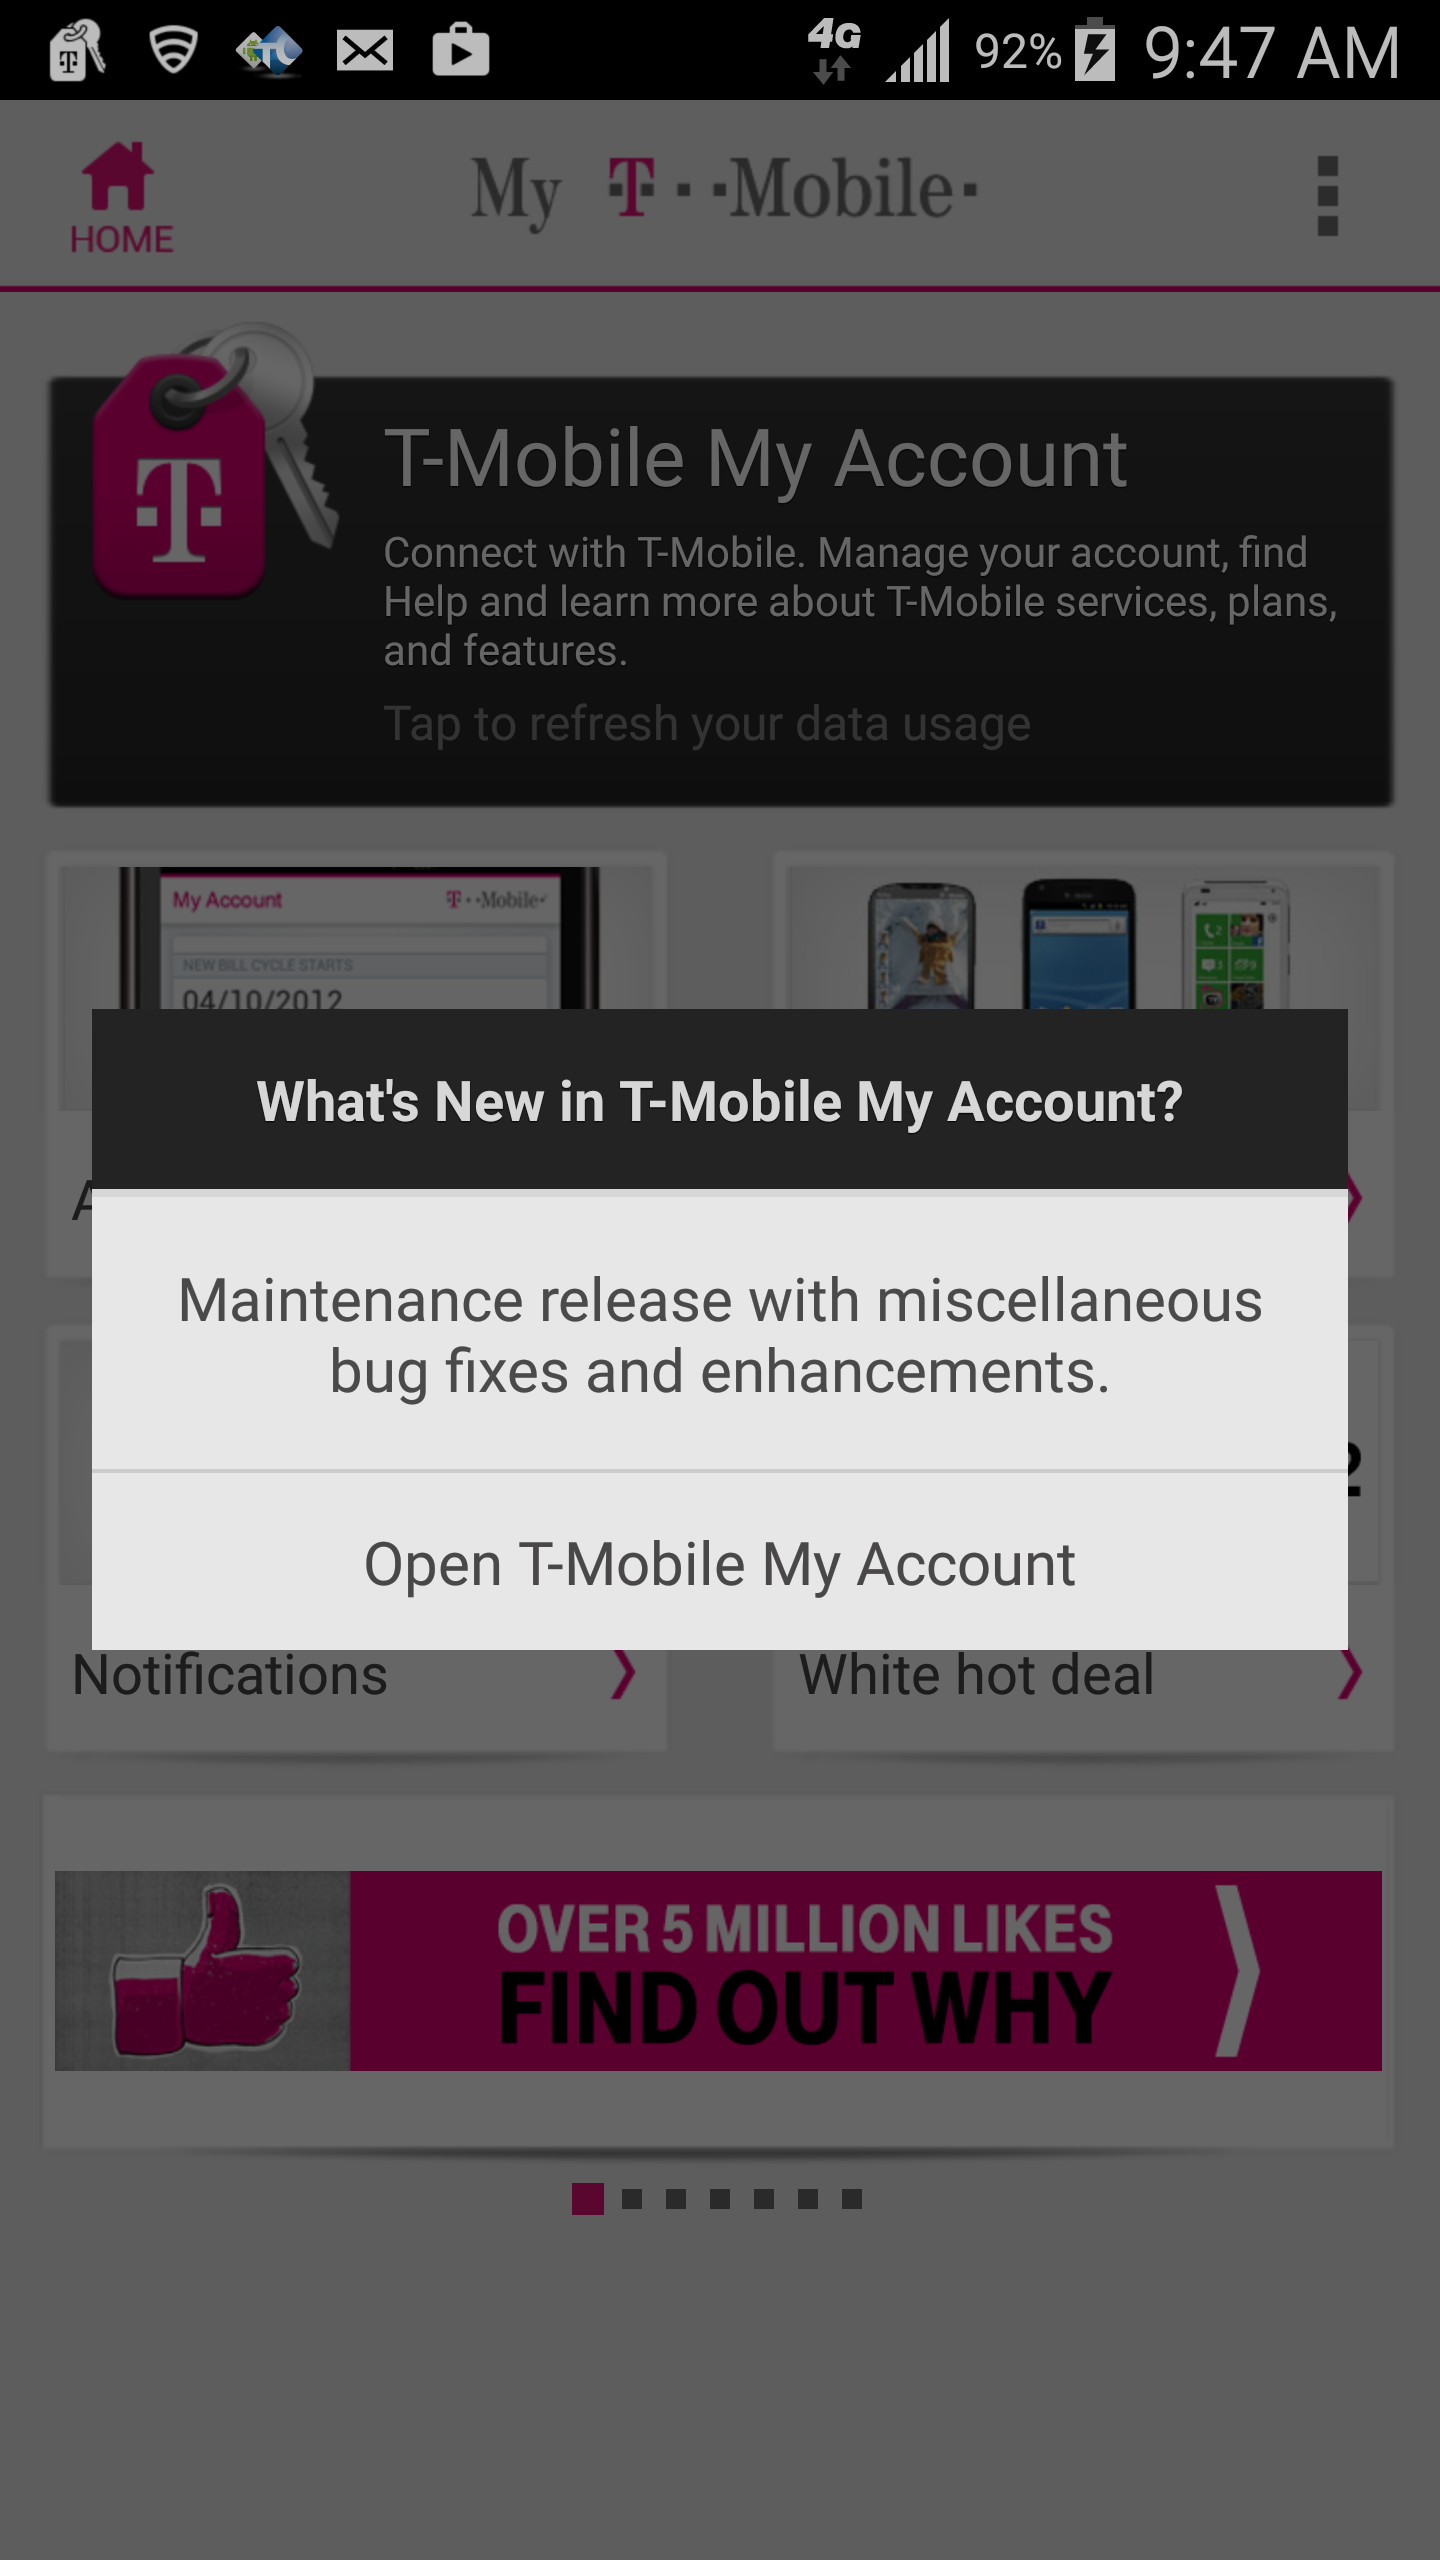 4G 92% 9:47 AM
My T··Mobile·
HOME
T-Mobile My Account
Connect with T-Mobile. Manage your account, find
Help and learn more about T-Mobile services, plans,
and features.
Tap to refresh your data usage
My Account T··Mobile·
NEW BILL CYCLE STARTS
04/10/2012
What's New in T-Mobile My Account?
Maintenance release with miscellaneous
bug fixes and enhancements.
Open T-Mobile My Account
Notifications
White hot deal
OVER 5 MILLION LIKES
FIND OUT WHY